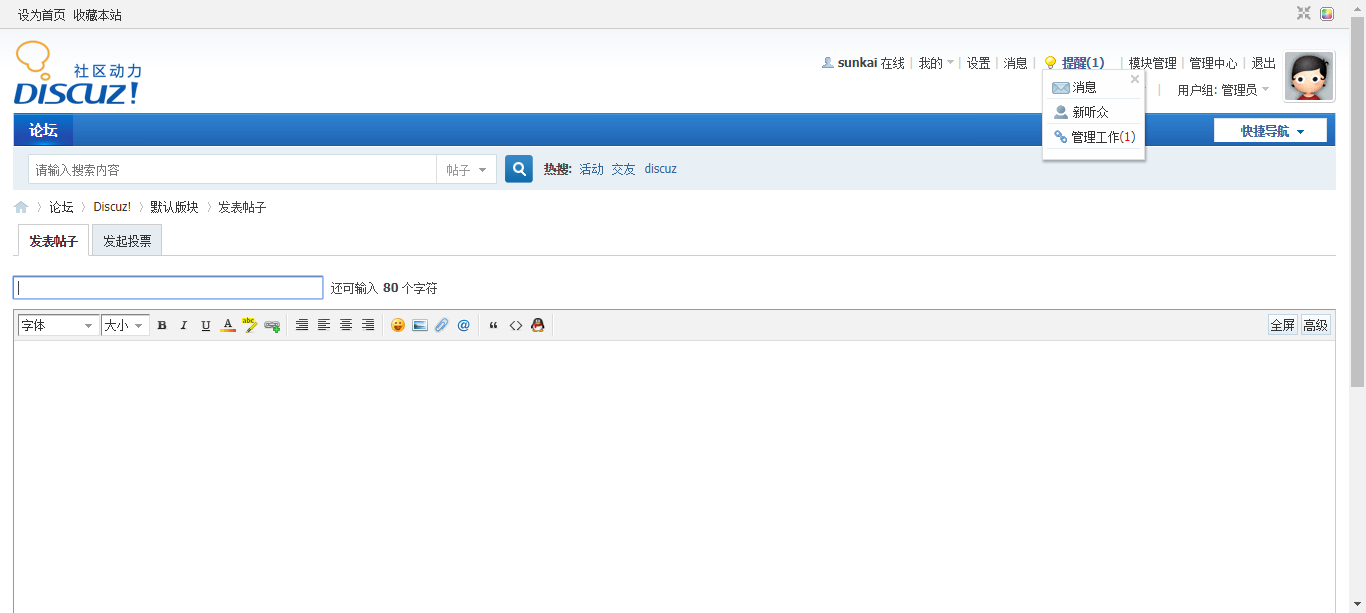 设为首页 收藏本站
社区动力
DISCUZ!
sunkai 在线 我的 设置 消息 提醒(1) 模块管理 管理中心 退出
用户组: 管理员
消息
新听众
管理工作(1)
论坛
快捷导航
请输入搜索内容 帖子 热搜: 活动 交友 discuz
论坛 Discuz! 默认版块 发表帖子
发表帖子 发起投票
还可输入 80 个字符
字体 大小 B I U A abc @ “ <> 全屏 高级